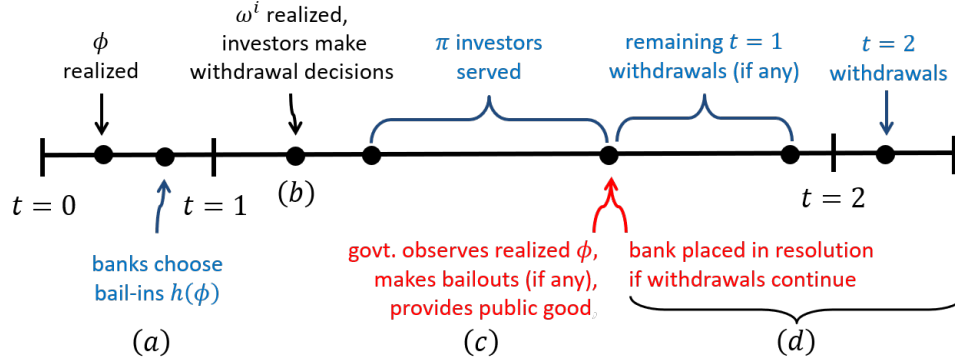 ϕ
realized
ωⁱ realized,
investors make
withdrawal decisions
π investors
served
remaining t = 1
withdrawals (if any)
t = 2
withdrawals
t = 0
t = 1
(b)
t = 2
banks choose
bail-ins h(ϕ)
govt. observes realized ϕ,
makes bailouts (if any),
provides public good,
bank placed in resolution
if withdrawals continue
(a)
(c)
(d)